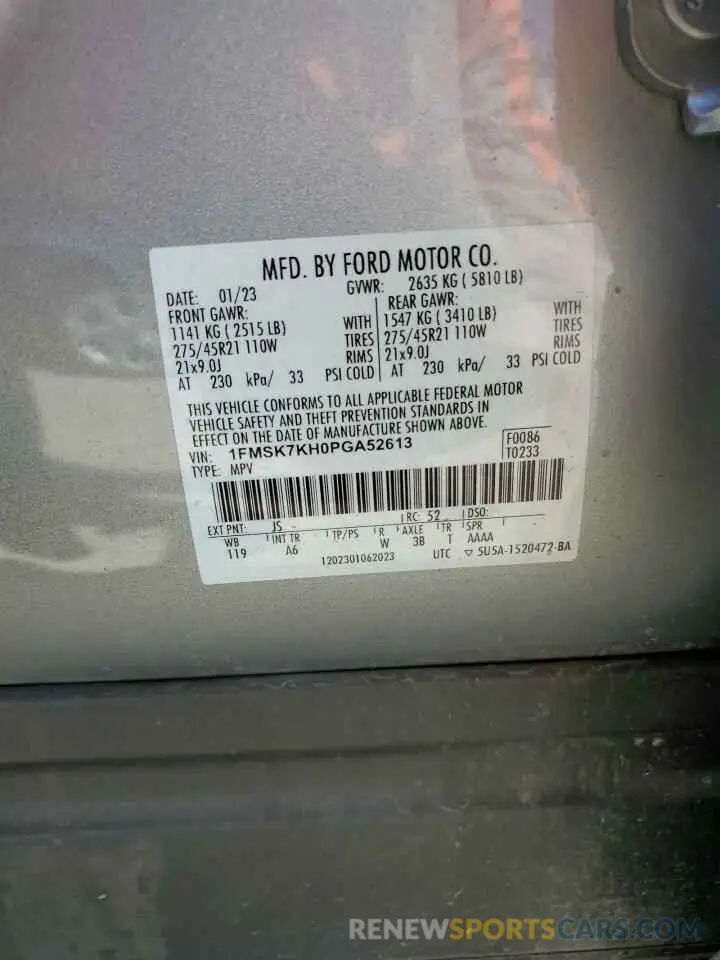 MFD. BY FORD MOTOR CO.
DATE: 01/23 GVWR: 2635 KG ( 5810 LB)
FRONT GAWR: REAR GAWR:
1141 KG ( 2515 LB) WITH 1547 KG ( 3410 LB) WITH
275/45R21 110W TIRES 275/45R21 110W TIRES
21x9.0J RIMS 21x9.0J RIMS
AT 230 kPa/ 33 PSI COLD AT 230 kPa/ 33 PSI COLD
THIS VEHICLE CONFORMS TO ALL APPLICABLE FEDERAL MOTOR
VEHICLE SAFETY AND THEFT PREVENTION STANDARDS IN
EFFECT ON THE DATE OF MANUFACTURE SHOWN ABOVE.
VIN: 1FMSK7KH0PGA52613 F0086
TYPE: MPV T0233
EXT PNT: JS RC: 52 DSO:
WB INT TR TP/PS R AXLE TR SPR
119 A6 W 3B T AAAA
1202301062023 UTC ▽ 5U5A-1520472-BA
RENEWSPORTSCARS.COM